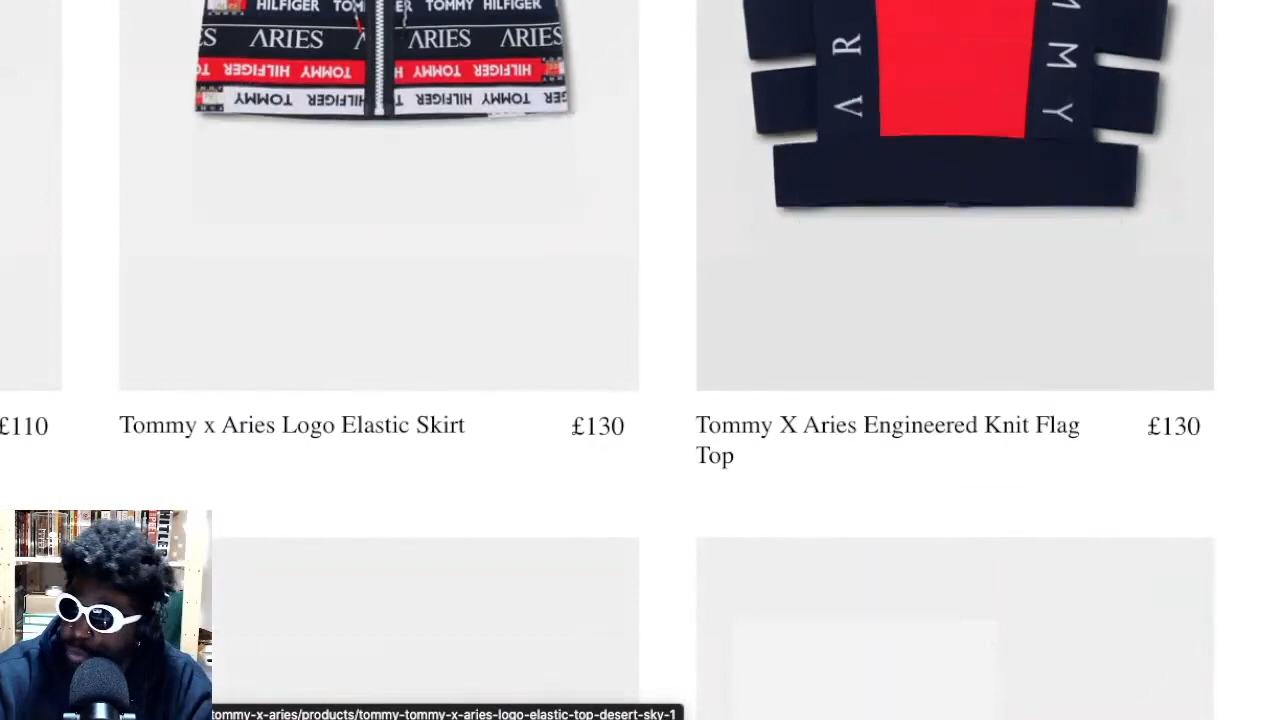 HILFIGER TOMMY HILFIGER
ARIES ARIES ARIES
HILFIGER TOMMY HILFIGER
TOMMY HILFIGER TOMMY
A R
M M Y
£110
Tommy x Aries Logo Elastic Skirt £130
Tommy X Aries Engineered Knit Flag £130
Top
HITLER
tommy-x-aries/products/tommy-tommy-x-aries-logo-elastic-top-desert-sky-1